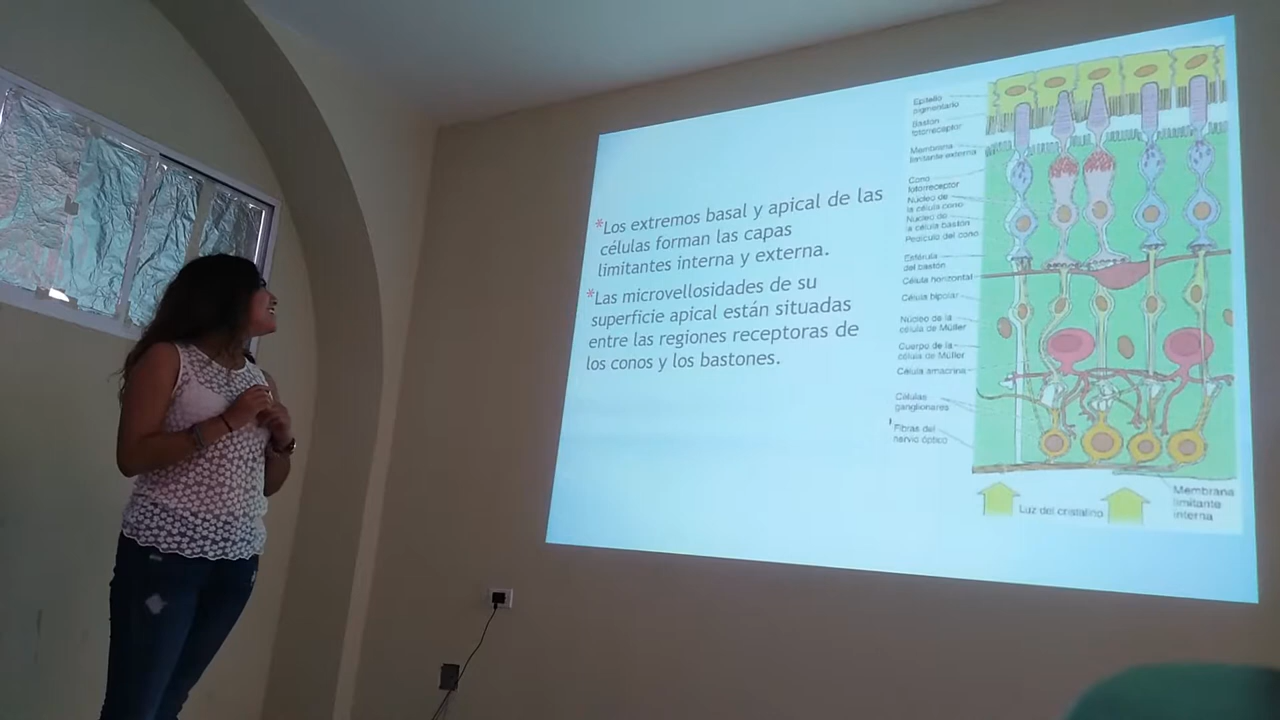 *Los extremos basal y apical de las
células forman las capas
limitantes interna y externa.
*Las microvellosidades de su
superficie apical están situadas
entre las regiones receptoras de
los conos y los bastones.
Epitelio
pigmentario
Bastón
fotorreceptor
Membrana
limitante externa
Cono
fotorreceptor
Núcleo de
la célula cono
Núcleo de
la célula bastón
Pedículo del cono
Esférula
del bastón
Célula horizontal
Célula bipolar
Núcleo de la
célula de Müller
Cuerpo de la
célula de Müller
Célula amacrina
Células
ganglionares
Fibras del
nervio óptico
Luz del cristalino
Membrana
limitante
interna